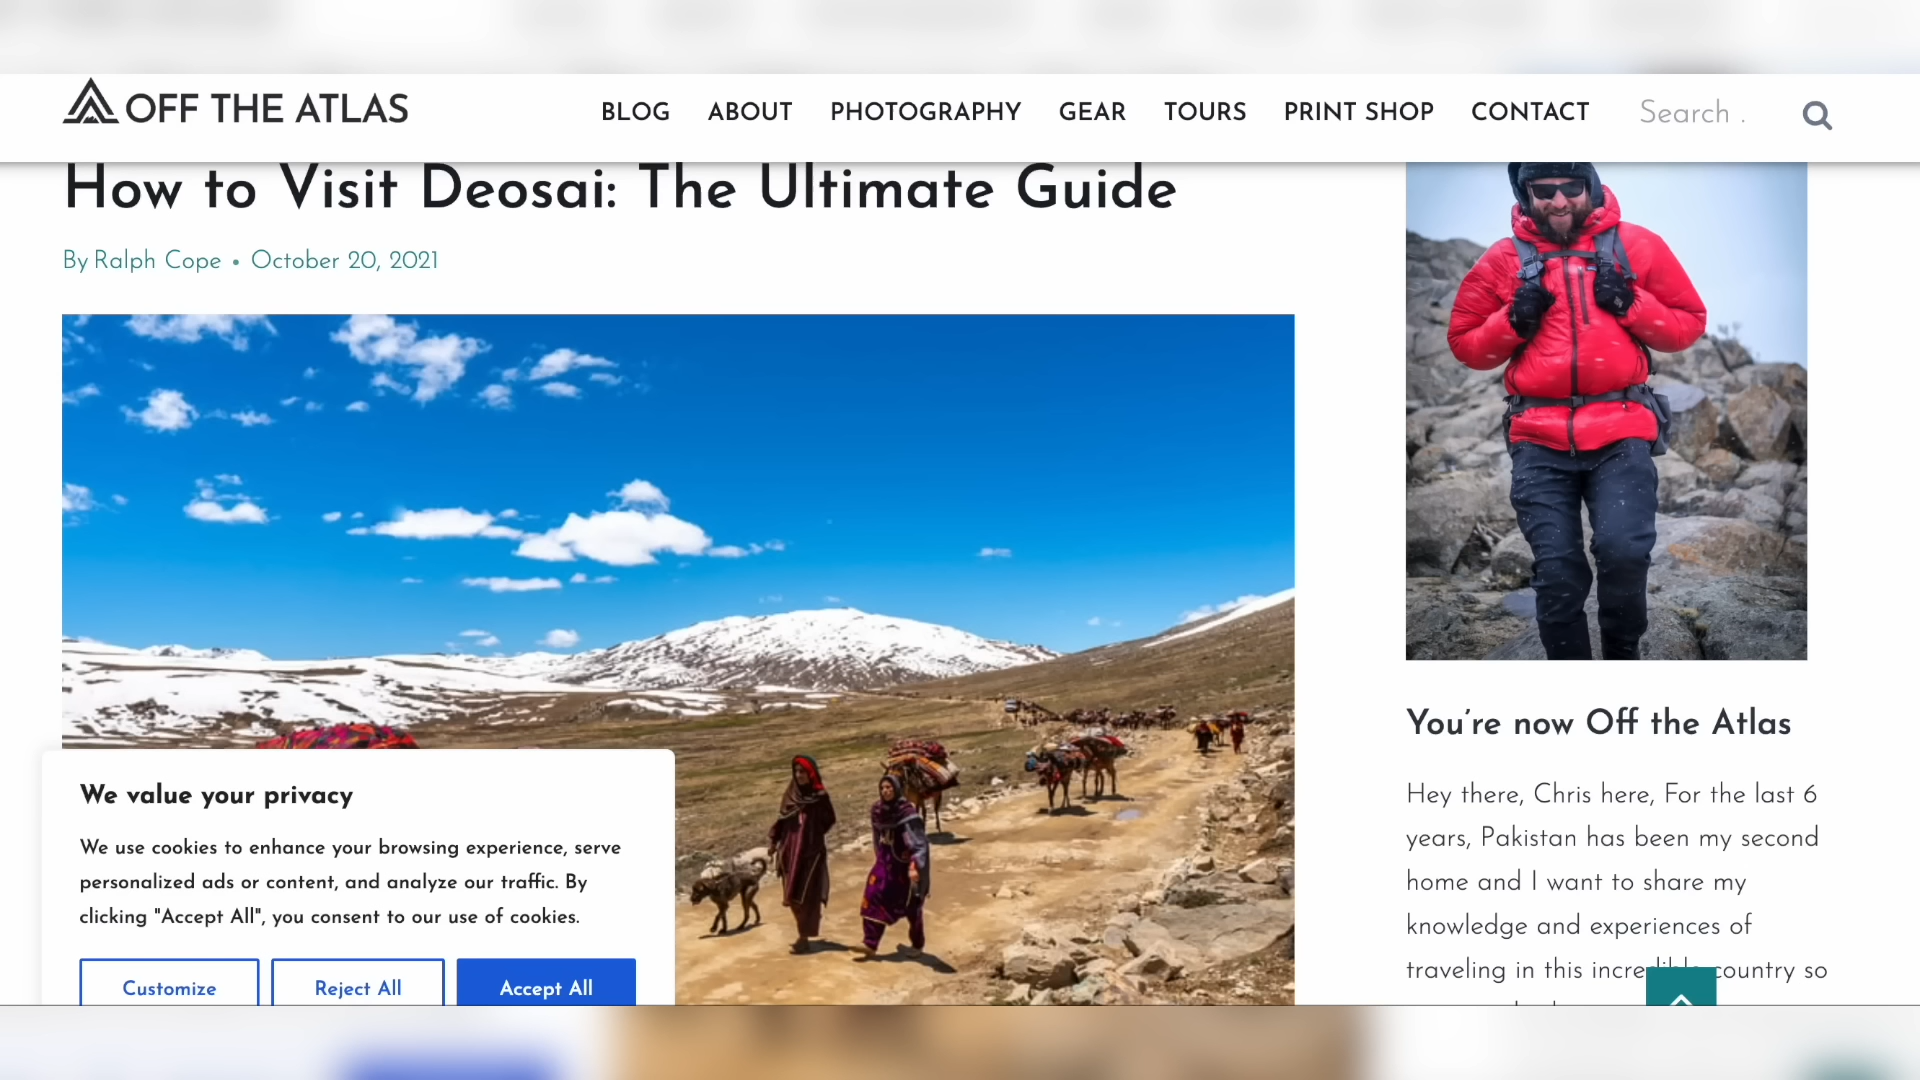 OFF THE ATLAS
BLOG ABOUT PHOTOGRAPHY GEAR TOURS PRINT SHOP CONTACT Search .
How to Visit Deosai: The Ultimate Guide
By Ralph Cope • October 20, 2021
We value your privacy
We use cookies to enhance your browsing experience, serve
personalized ads or content, and analyze our traffic. By
clicking "Accept All", you consent to our use of cookies.
Customize Reject All Accept All
You're now Off the Atlas
Hey there, Chris here, For the last 6
years, Pakistan has been my second
home and I want to share my
knowledge and experiences of
traveling in this incredible country so